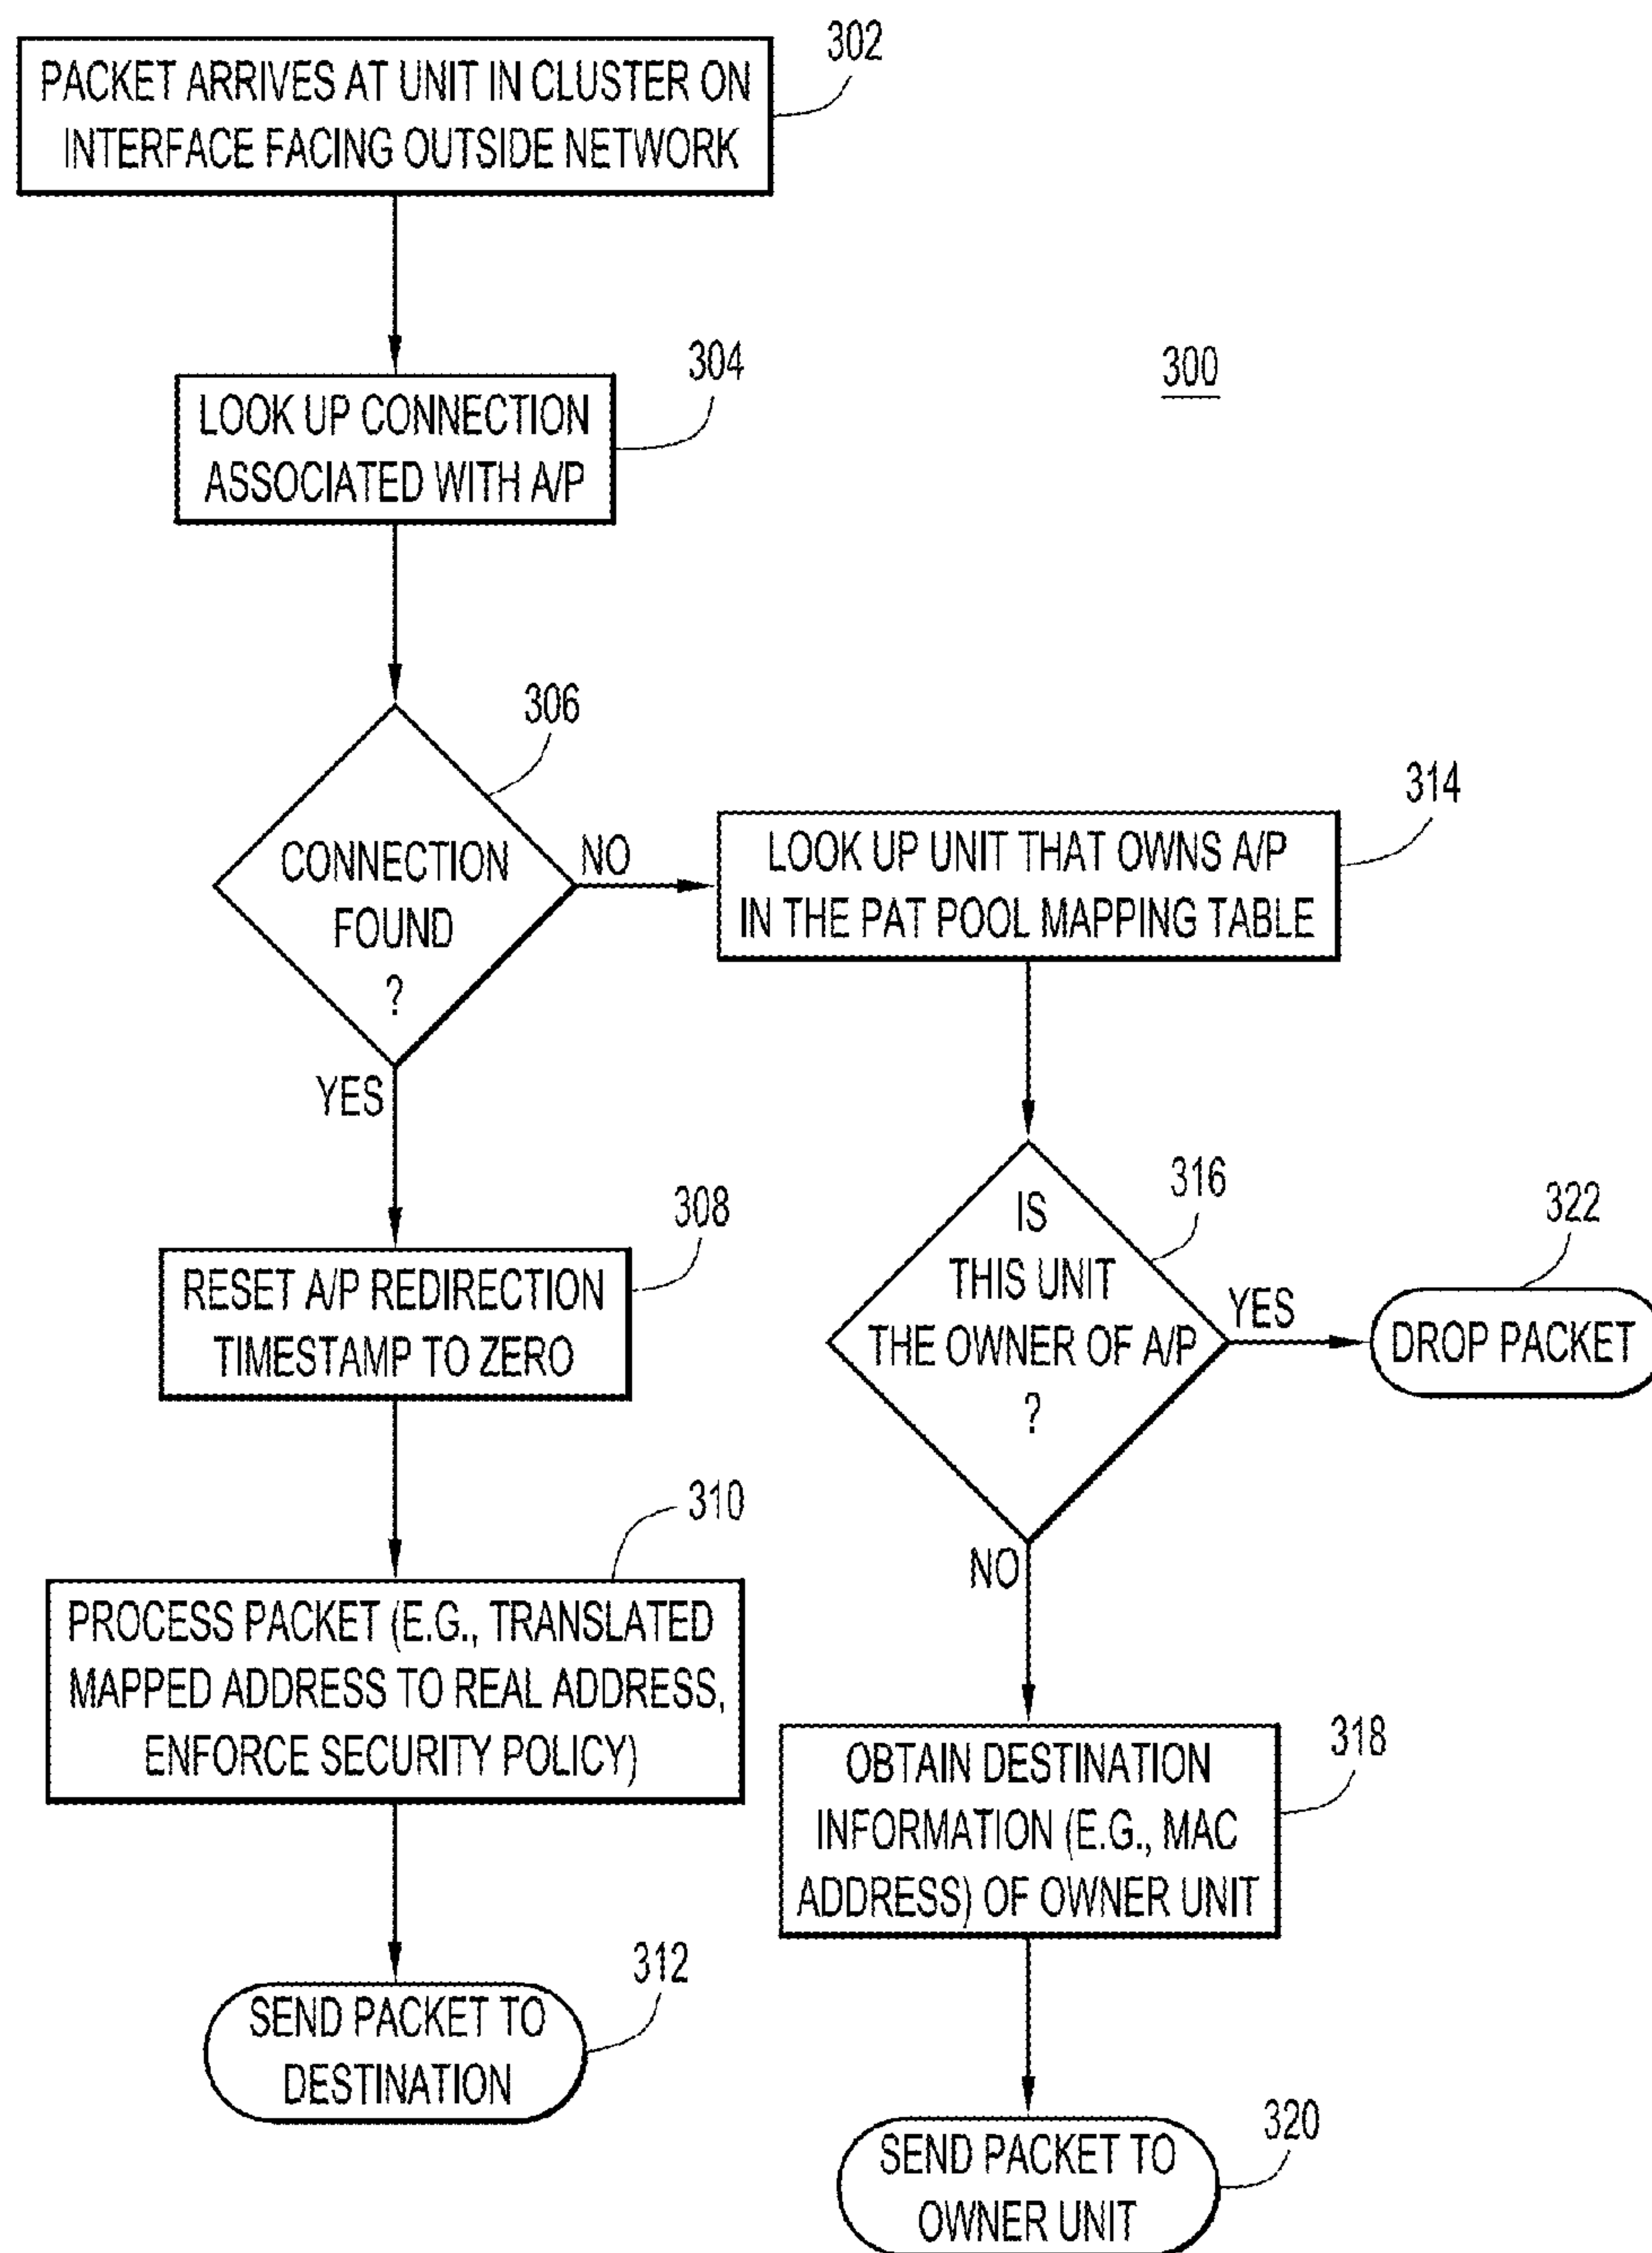 302
PACKET ARRIVES AT UNIT IN CLUSTER ON
INTERFACE FACING OUTSIDE NETWORK
304
LOOK UP CONNECTION
ASSOCIATED WITH A/P
300
306
CONNECTION
FOUND
?
NO
YES
314
LOOK UP UNIT THAT OWNS A/P
IN THE PAT POOL MAPPING TABLE
308
RESET A/P REDIRECTION
TIMESTAMP TO ZERO
316
IS
THIS UNIT
THE OWNER OF A/P
?
YES
NO
322
DROP PACKET
310
PROCESS PACKET (E.G., TRANSLATED
MAPPED ADDRESS TO REAL ADDRESS,
ENFORCE SECURITY POLICY)
318
OBTAIN DESTINATION
INFORMATION (E.G., MAC
ADDRESS) OF OWNER UNIT
312
SEND PACKET TO
DESTINATION
320
SEND PACKET TO
OWNER UNIT